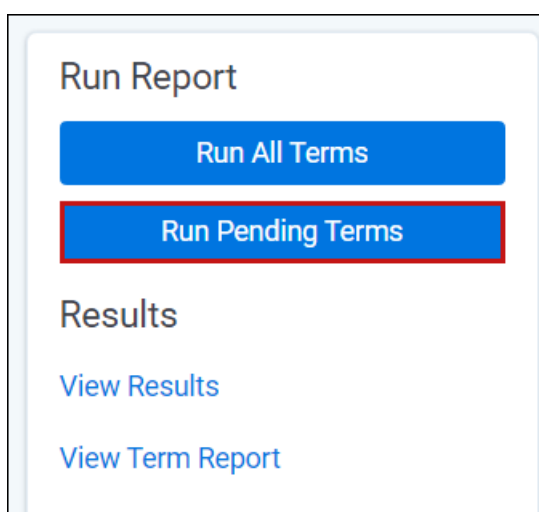 Run Report
Run All Terms
Run Pending Terms
Results
View Results
View Term Report